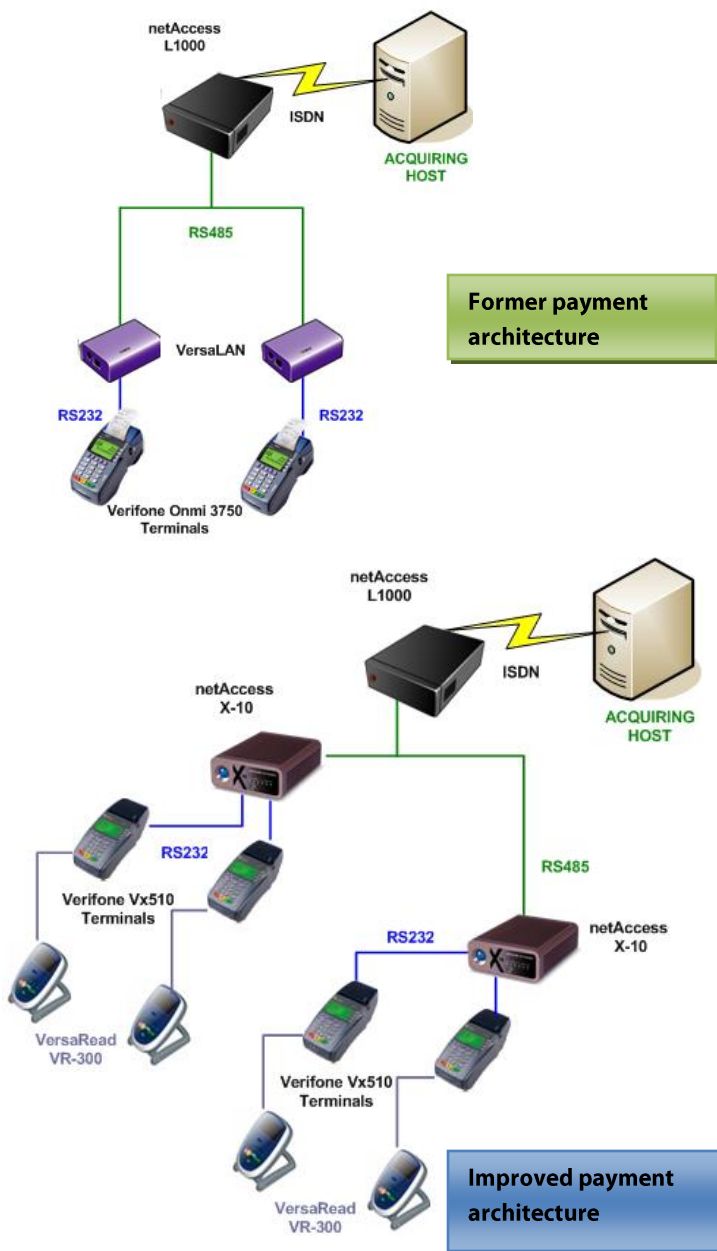 netAccess
L1000
ISDN
ACQUIRING
HOST
RS485
Former payment
architecture
VersaLAN
RS232
RS232
Verifone Onmi 3750
Terminals
netAccess
L1000
ISDN
ACQUIRING
HOST
netAccess
X-10
X
RS232
Verifone Vx510
Terminals
RS485
netAccess
X-10
X
RS232
VersaRead
VR-300
Verifone Vx510
Terminals
VersaRead
VR-300
Improved payment
architecture